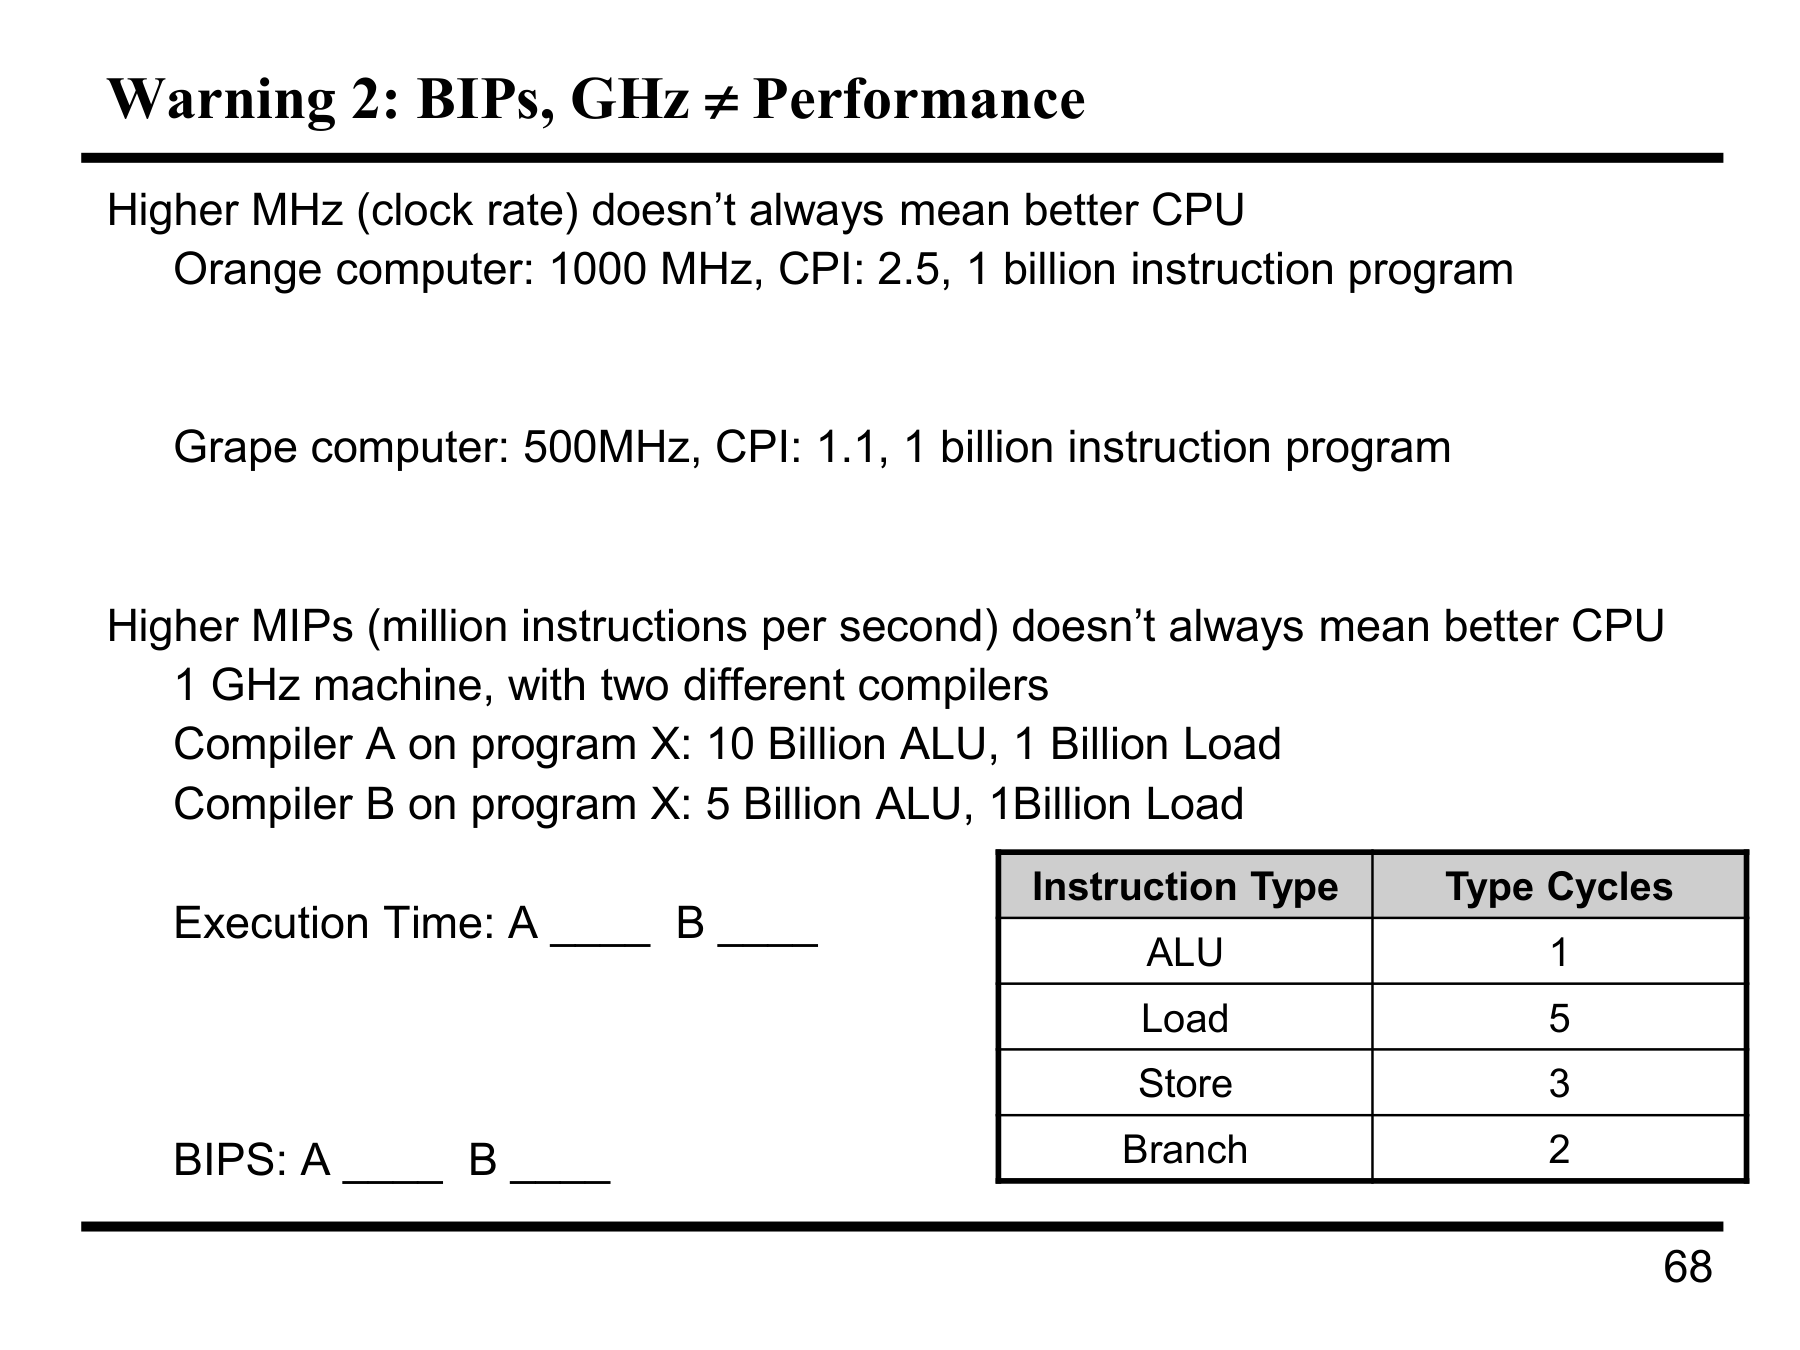 Warning 2: BIPs, GHz ≠ Performance
Higher MHz (clock rate) doesn’t always mean better CPU
Orange computer: 1000 MHz, CPI: 2.5, 1 billion instruction program
Grape computer: 500MHz, CPI: 1.1, 1 billion instruction program
Higher MIPs (million instructions per second) doesn’t always mean better CPU
1 GHz machine, with two different compilers
Compiler A on program X: 10 Billion ALU, 1 Billion Load
Compiler B on program X: 5 Billion ALU, 1Billion Load
Execution Time: A ____ B ____
BIPS: A ____ B ____
Instruction Type Type Cycles
ALU 1
Load 5
Store 3
Branch 2
68